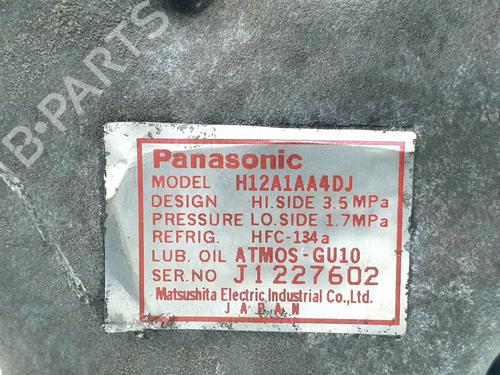 B-PARTS
Panasonic
MODEL H12A1AA4DJ
DESIGN HI.SIDE 3.5 MPa
PRESSURE LO.SIDE 1.7MPa
REFRIG. HFC-134a
LUB. OIL ATMOS-GU10
SER.NO J1227602
Matsushita Electric Industrial Co.,Ltd.
JAPAN